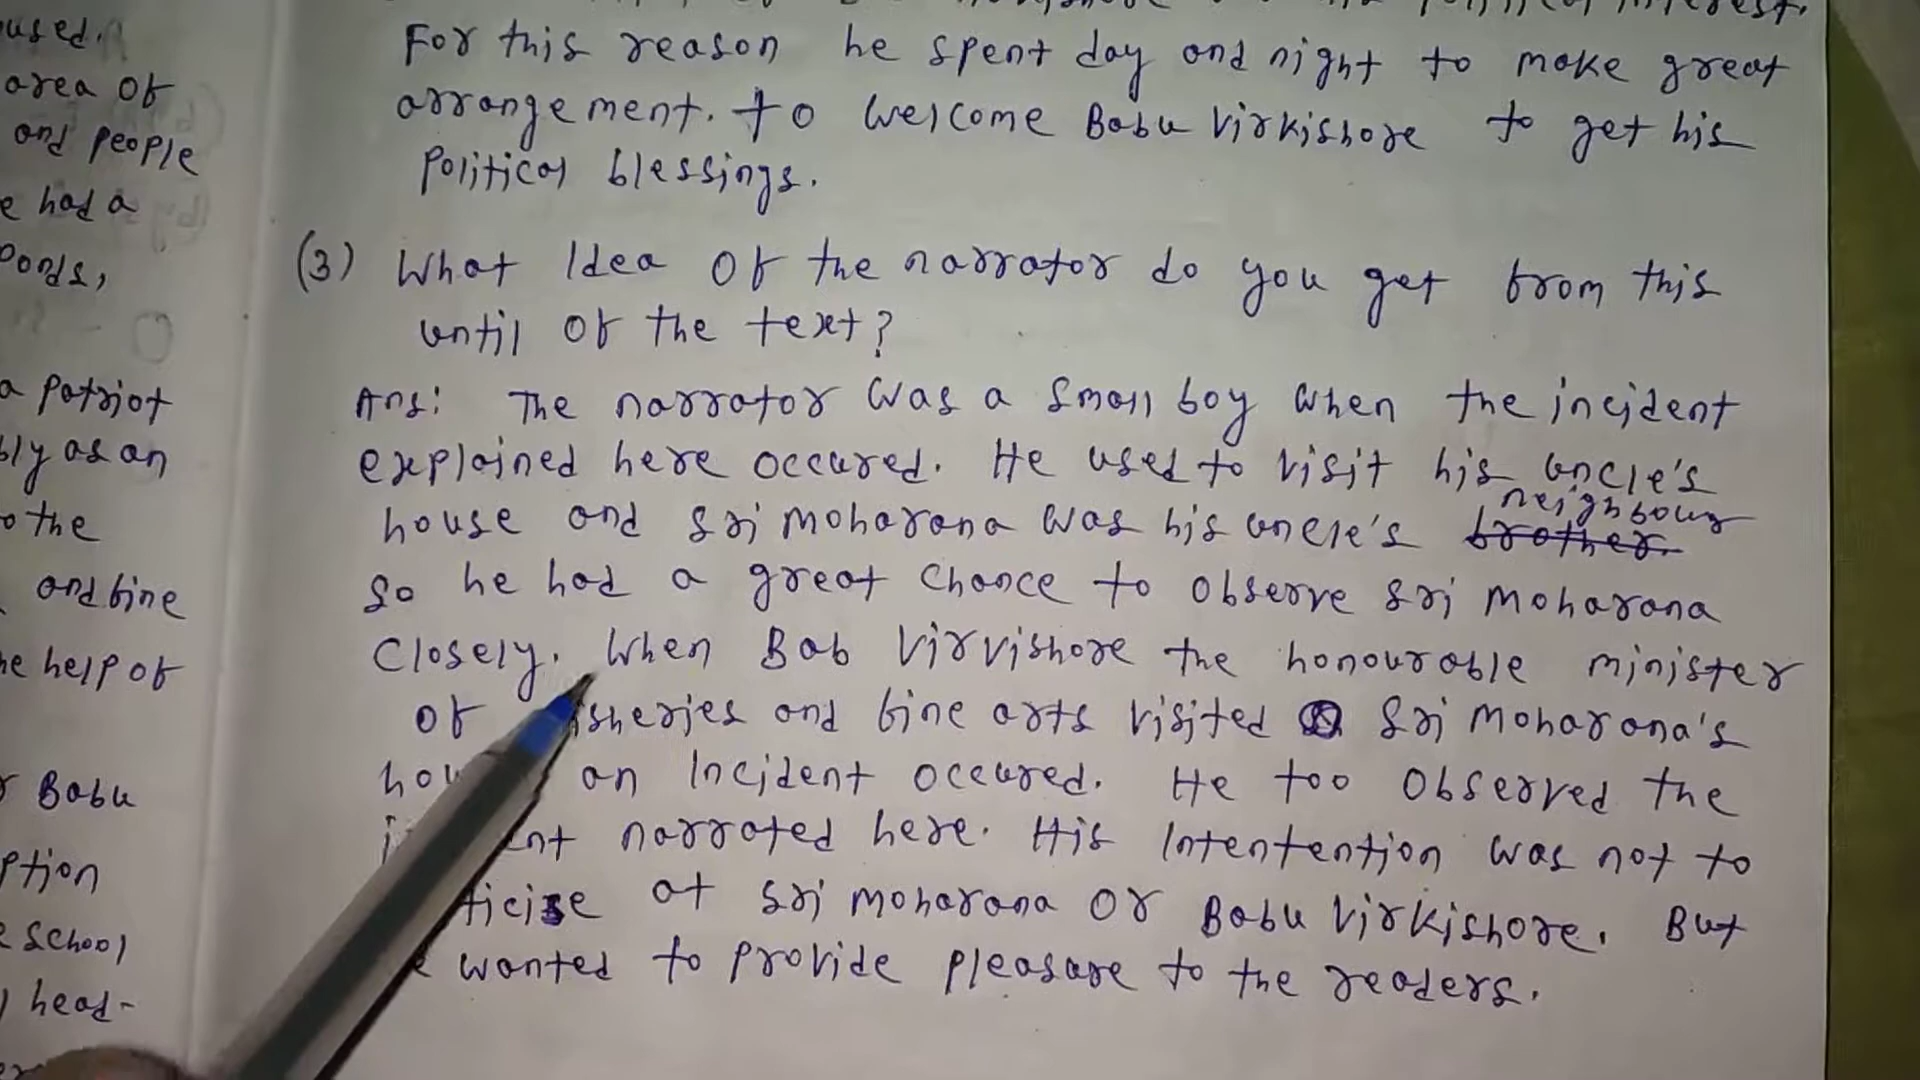 used.
area of
and people
e had a
ponds,
a patriot
bly as an
o the
and fine
he help of
r Babu
ption
e school
head-
For this reason he spent day and night to make great
arrangement. to welcome Babu Virkishore to get his
political blessings.
(3) What Idea of the narrator do you get from this
until of the text?
Ans: The narrator was a small boy when the incident
explained here occured. He used to visit his uncle's
house and Sri Moharana was his uncle's brother neighbour
so he had a great chance to observe Sri Moharana
closely. When Bab Virvishore the honourable minister
of isheries and fine arts visited Sri Moharana's
hou an Incident occured. He too observed the
ent narrated here. His Intentention was not to
ticise at Sri Moharana or Babu Virkishore. But
e wanted to provide pleasure to the readers.